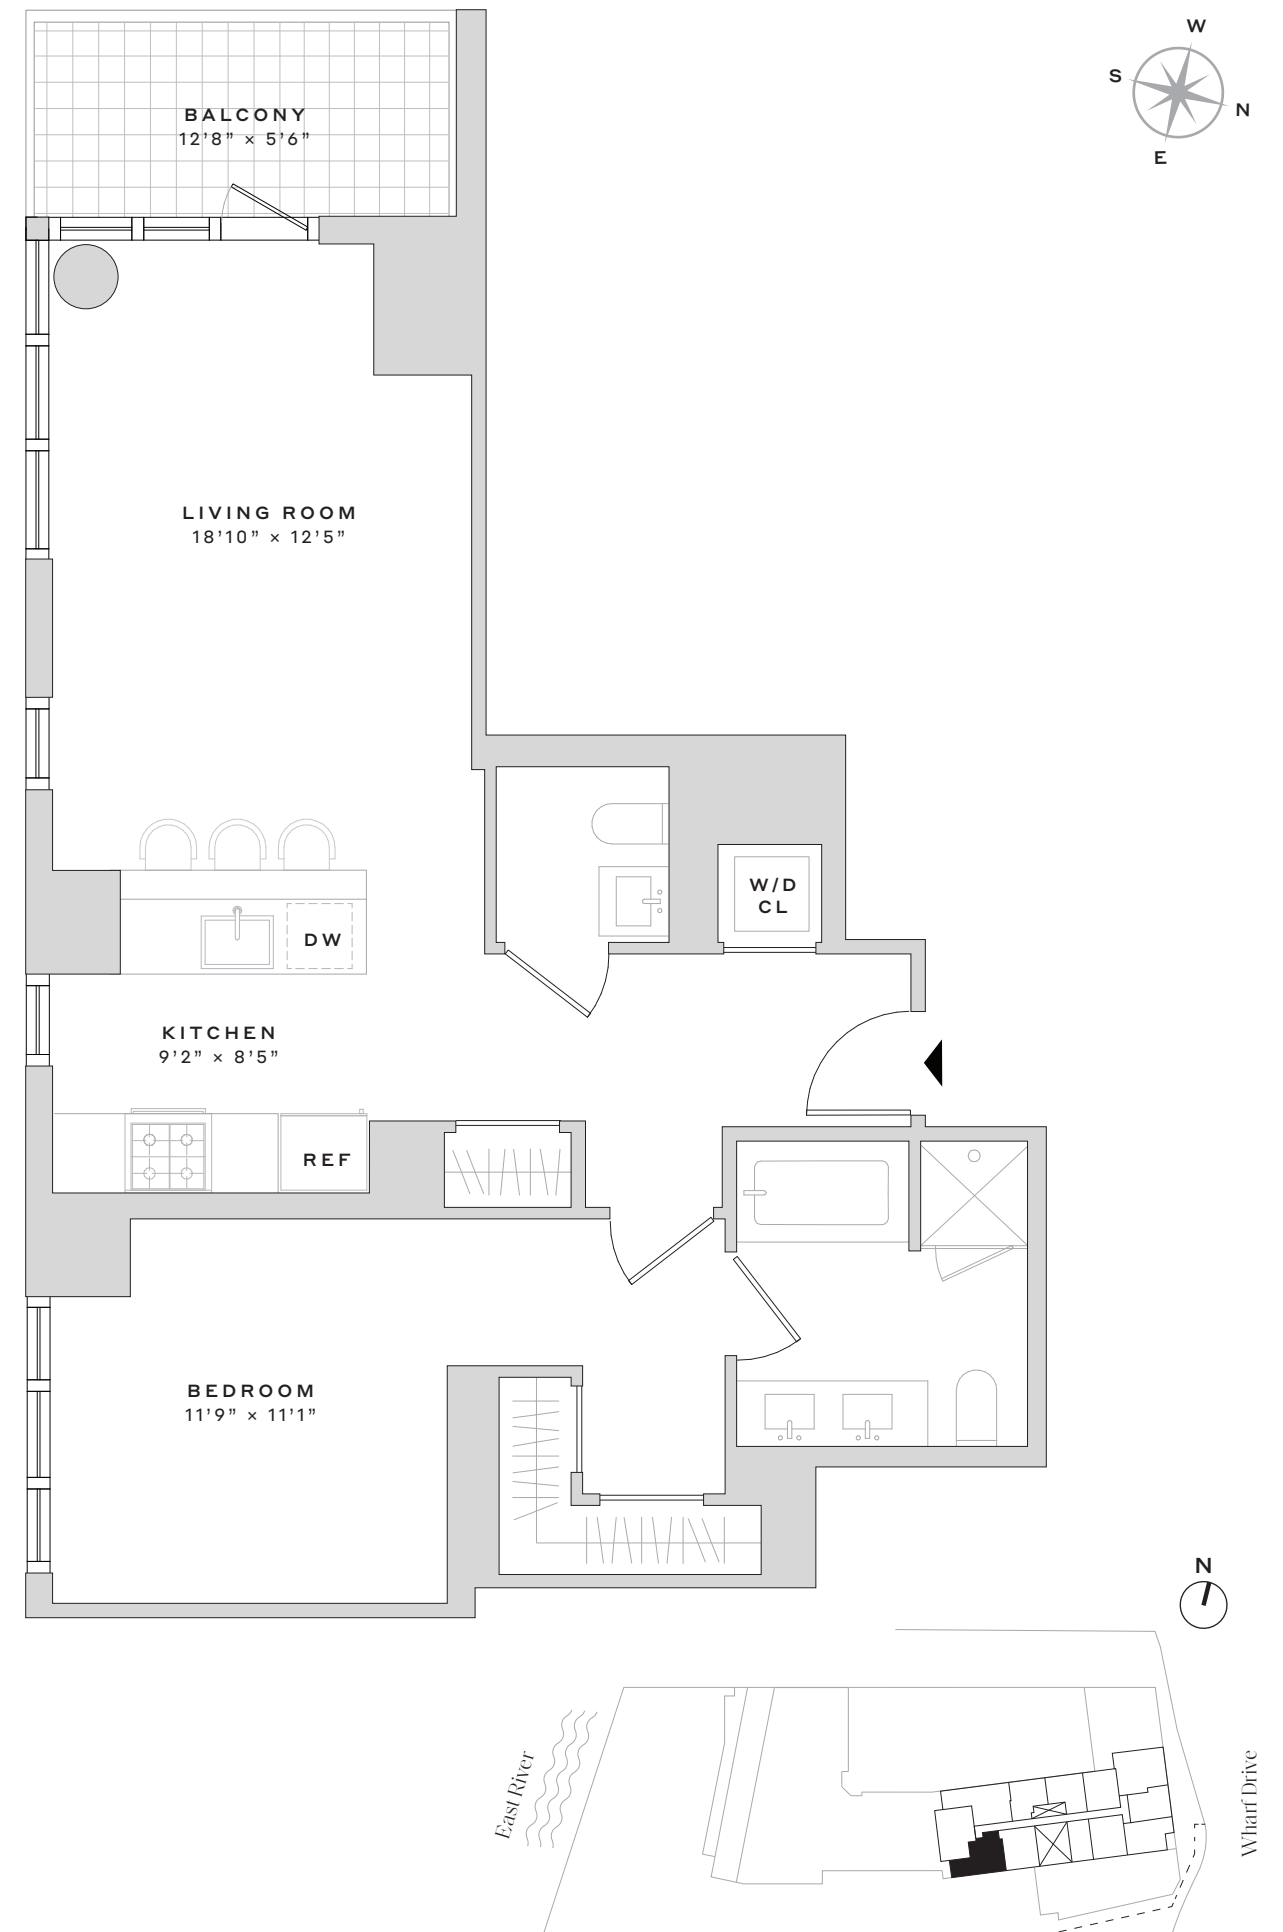 W
S
N
E
BALCONY
12’8” × 5’6”
LIVING ROOM
18’10” × 12’5”
W/D
CL
DW
KITCHEN
9’2” × 8’5”
REF
BEDROOM
11’9” × 11’1”
N
East River
Wharf Drive